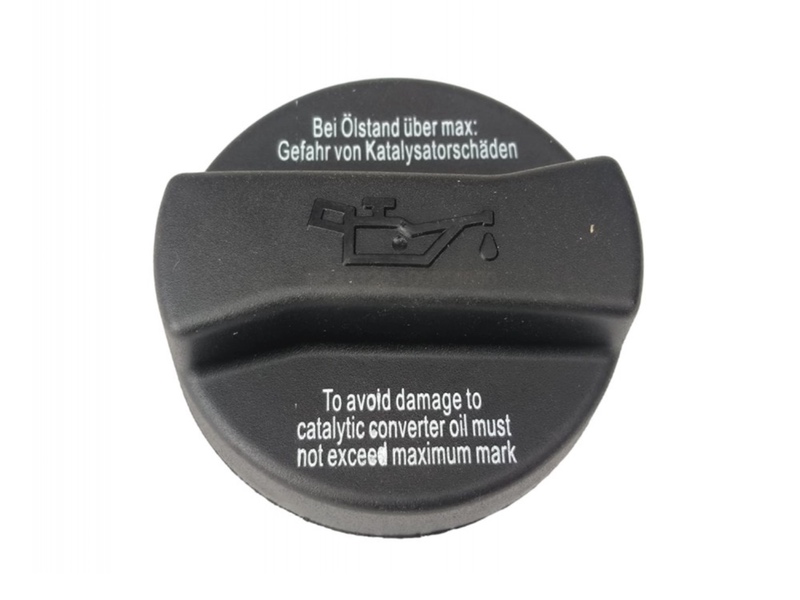 Bei Ölstand über max:
Gefahr von Katalysatorschäden
To avoid damage to
catalytic converter oil must
not exceed maximum mark